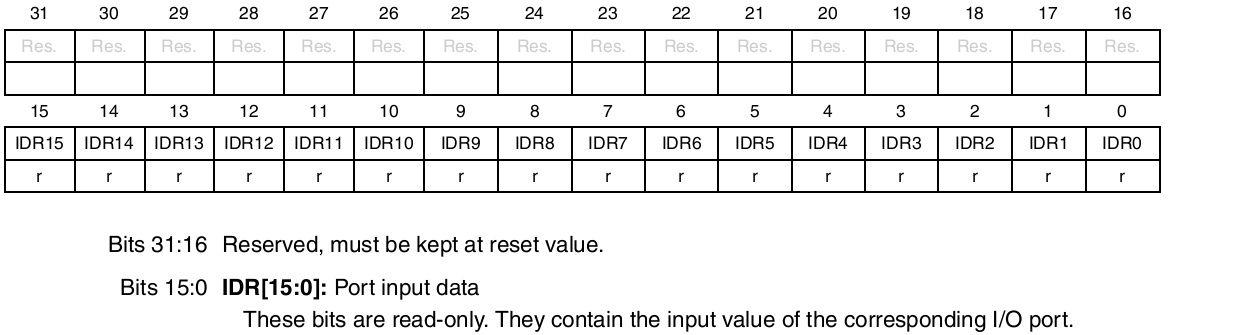 31 30 29 28 27 26 25 24 23 22 21 20 19 18 17 16
Res. Res. Res. Res. Res. Res. Res. Res. Res. Res. Res. Res. Res. Res. Res. Res.
15 14 13 12 11 10 9 8 7 6 5 4 3 2 1 0
IDR15 IDR14 IDR13 IDR12 IDR11 IDR10 IDR9 IDR8 IDR7 IDR6 IDR5 IDR4 IDR3 IDR2 IDR1 IDR0
r r r r r r r r r r r r r r r r
Bits 31:16 Reserved, must be kept at reset value.
Bits 15:0 IDR[15:0]: Port input data
These bits are read-only. They contain the input value of the corresponding I/O port.